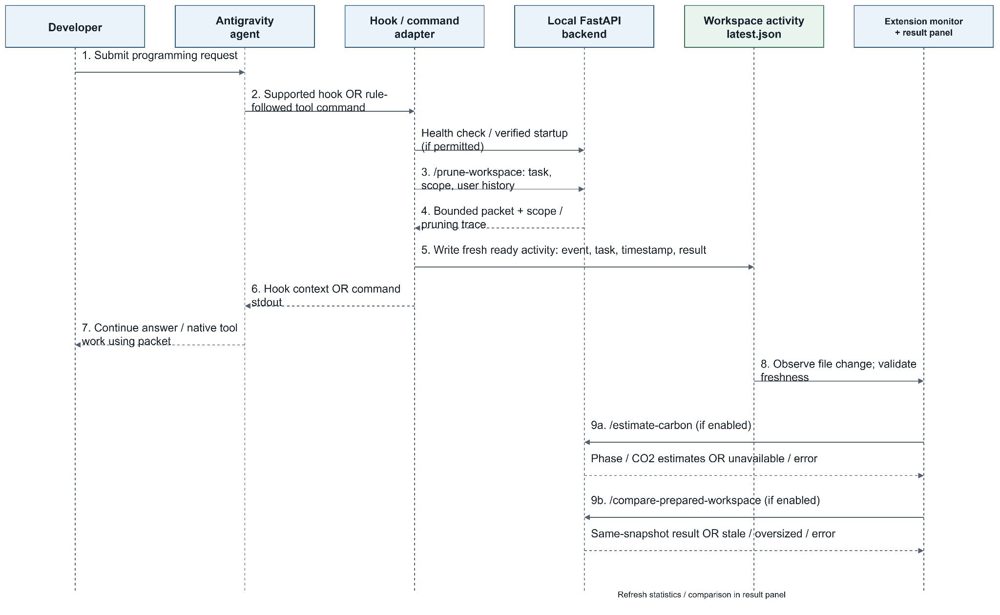 Developer
Antigravity
agent
Hook / command
adapter
Local FastAPI
backend
Workspace activity
latest.json
Extension monitor
+ result panel
1. Submit programming request
2. Supported hook OR rule-
followed tool command
Health check / verified startup
(if permitted)
3. /prune-workspace: task,
scope, user history
4. Bounded packet + scope /
pruning trace
5. Write fresh ready activity: event, task, timestamp, result
6. Hook context OR command
stdout
7. Continue answer / native tool
work using packet
8. Observe file change; validate
freshness
9a. /estimate-carbon (if enabled)
Phase / CO2 estimates OR unavailable / error
9b. /compare-prepared-workspace (if enabled)
Same-snapshot result OR stale / oversized / error
Refresh statistics / comparison in result panel